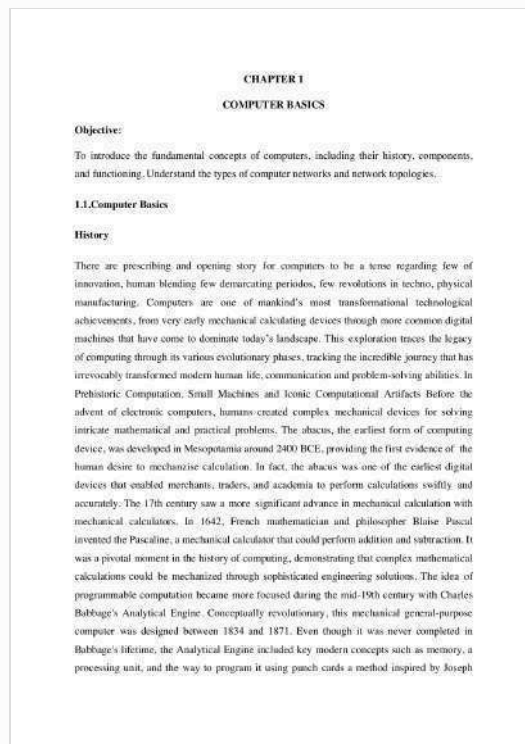 CHAPTER 1
COMPUTER BASICS
Objective:
To introduce the fundamental concepts of computers, including their history, components,
and functioning. Understand the types of computer networks and network topologies.
1.1.Computer Basics
History
There are prescribing and opening story for computers to be a tense regarding few of
innovation, human blending few demarcating periodos, few revolutions in techno, physical
manufacturing. Computers are one of mankind's most transformational technological
achievements, from very early mechanical calculating devices through more common digital
machines that have come to dominate today's landscape. This exploration traces the legacy
of computing through its various evolutionary phases, tracking the incredible journey that has
irrevocably transformed modern human life, communication and problem-solving abilities. In
Prehistoric Computation, Small Machines and Iconic Computational Artifacts Before the
advent of electronic computers, humans created complex mechanical devices for solving
intricate mathematical and practical problems. The abacus, the earliest form of computing
device, was developed in Mesopotamia around 2400 BCE, providing the first evidence of the
human desire to mechanzise calculation. In fact, the abacus was one of the earliest digital
devices that enabled merchants, traders, and academia to perform calculations swiftly and
accurately. The 17th century saw a more significant advance in mechanical calculation with
mechanical calculators. In 1642, French mathematician and philosopher Blaise Pascal
invented the Pascaline, a mechanical calculator that could perform addition and subtraction. It
was a pivotal moment in the history of computing, demonstrating that complex mathematical
calculations could be mechanized through sophisticated engineering solutions. The idea of
programmable computation became more focused during the mid-19th century with Charles
Babbage's Analytical Engine. Conceptually revolutionary, this mechanical general-purpose
computer was designed between 1834 and 1871. Even though it was never completed in
Babbage's lifetime, the Analytical Engine included key modern concepts such as memory, a
processing unit, and the way to program it using punch cards a method inspired by Joseph